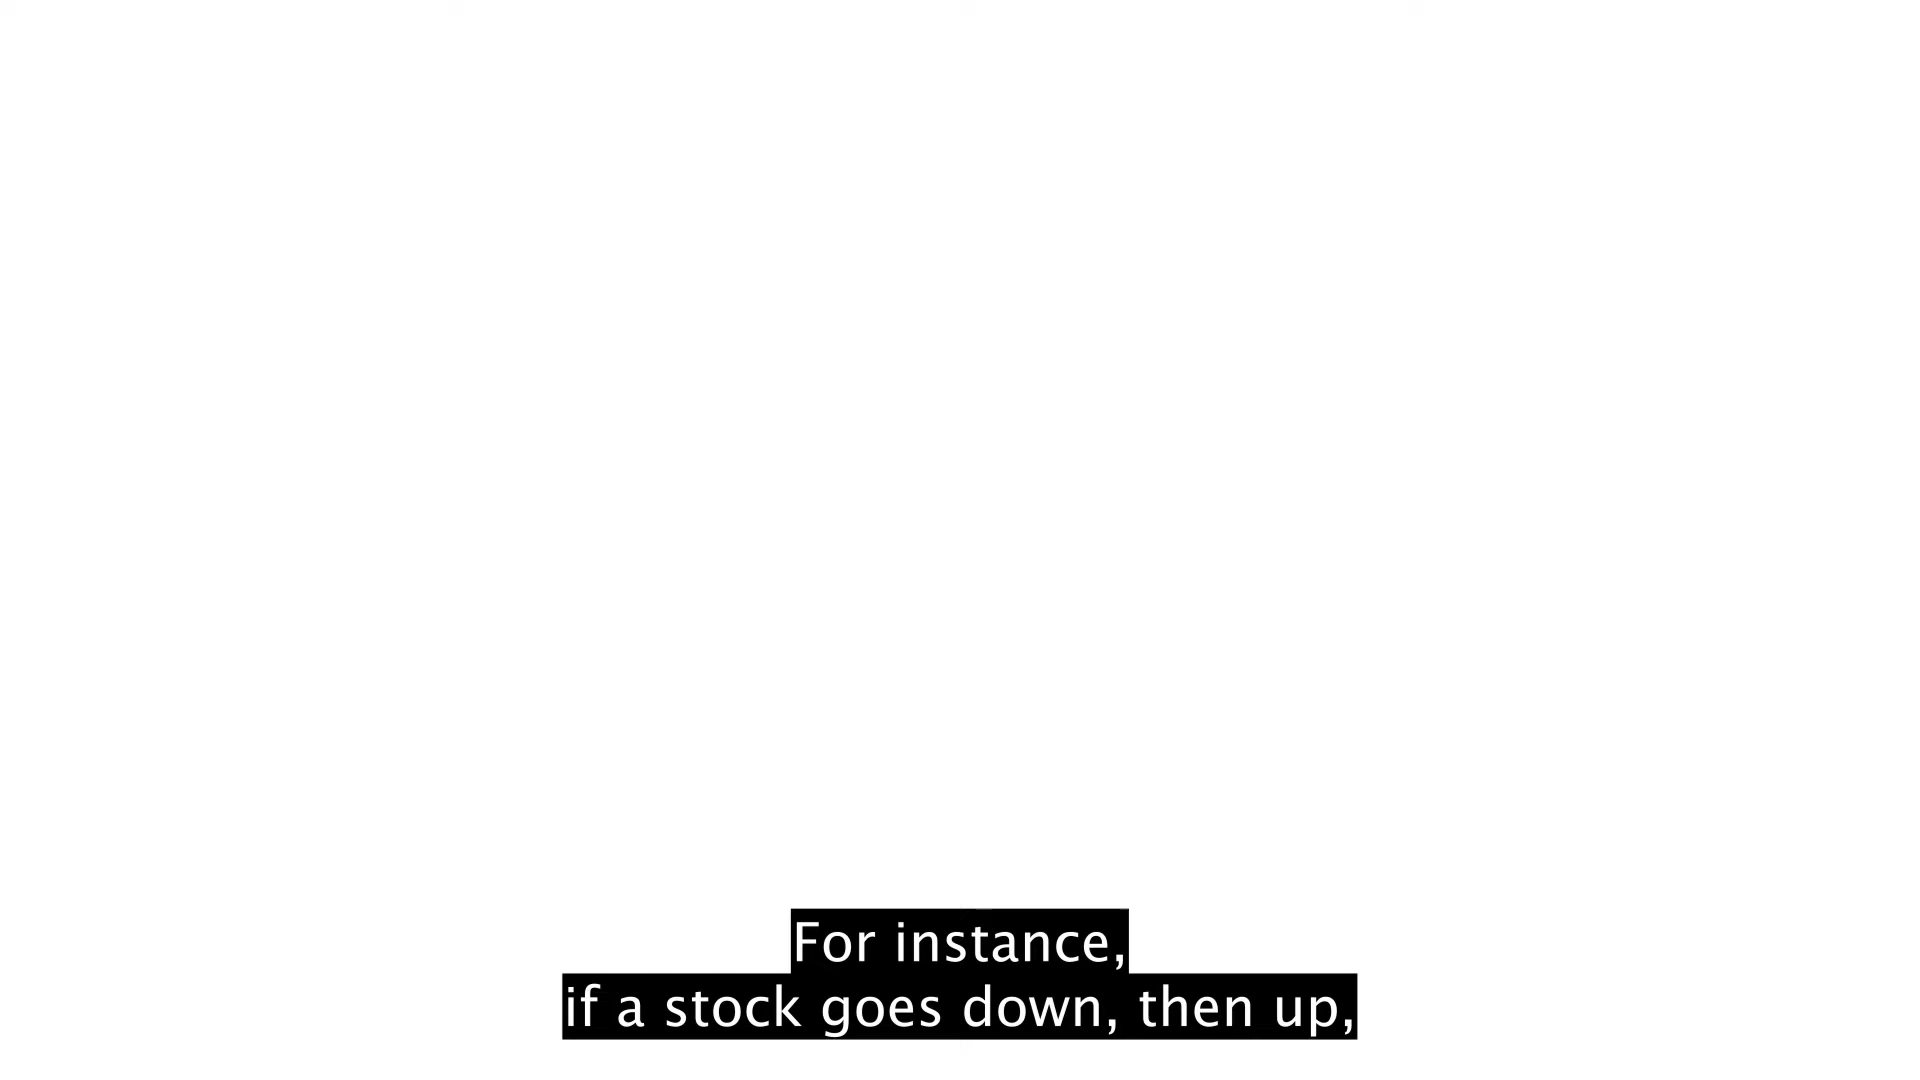 For instance,
if a stock goes down, then up,